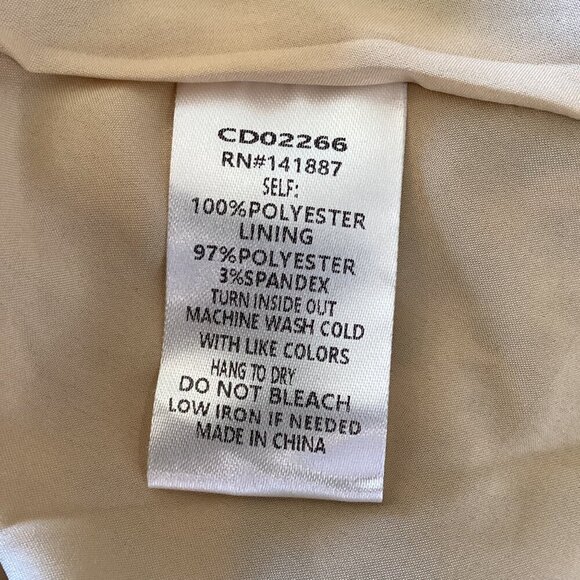 CD02266
RN#141887
SELF:
100%POLYESTER
LINING
97%POLYESTER
3%SPANDEX
TURN INSIDE OUT
MACHINE WASH COLD
WITH LIKE COLORS
HANG TO DRY
DO NOT BLEACH
LOW IRON IF NEEDED
MADE IN CHINA